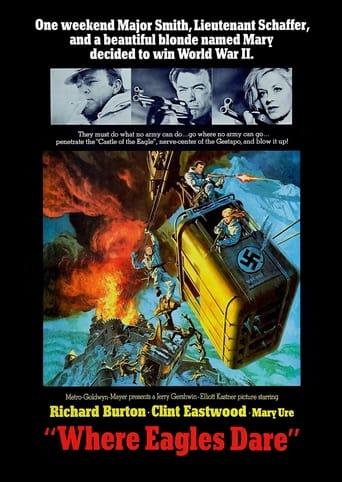 One weekend Major Smith, Lieutenant Schaffer,
and a beautiful blonde named Mary
decided to win World War II.
They must do what no army can do...go where no army can go...
penetrate the "Castle of the Eagle", nerve-center of the Gestapo, and blow it up!
Metro-Goldwyn-Mayer presents a Jerry Gershwin-Elliott Kastner picture starring
Richard Burton · Clint Eastwood · Mary Ure
"Where Eagles Dare"